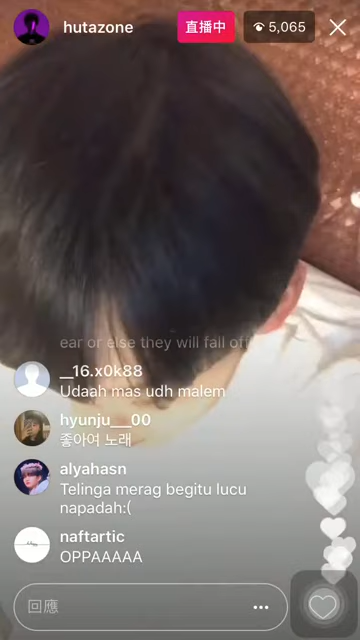 hutazone
直播中
5,065
ear or else they will fall off
__16.x0k88
Udaah mas udh malem
hyunju___00
좋아여 노래
alyahasn
Telinga merag begitu lucu
napadah:(
naftartic
OPPAAAAA
回應